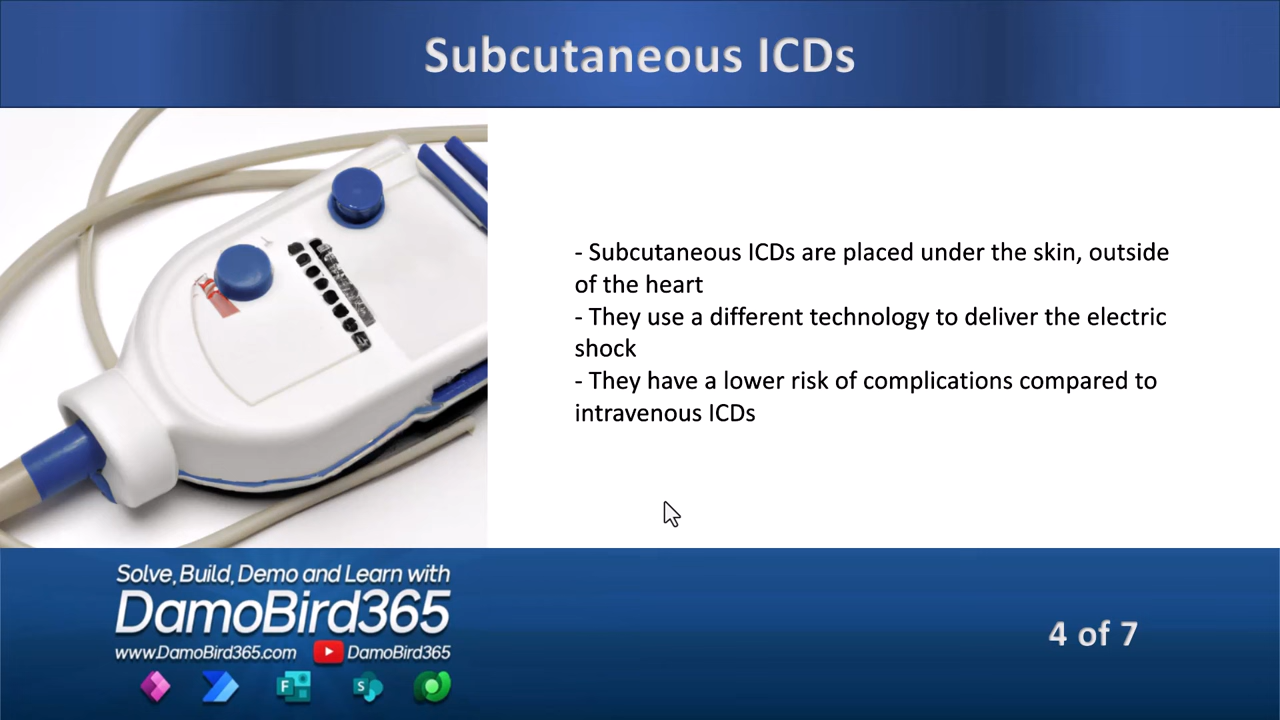 Subcutaneous ICDs
- Subcutaneous ICDs are placed under the skin, outside
of the heart
- They use a different technology to deliver the electric
shock
- They have a lower risk of complications compared to
intravenous ICDs
Solve, Build, Demo and Learn with
DamoBird365
www.DamoBird365.com DamoBird365
F S
4 of 7